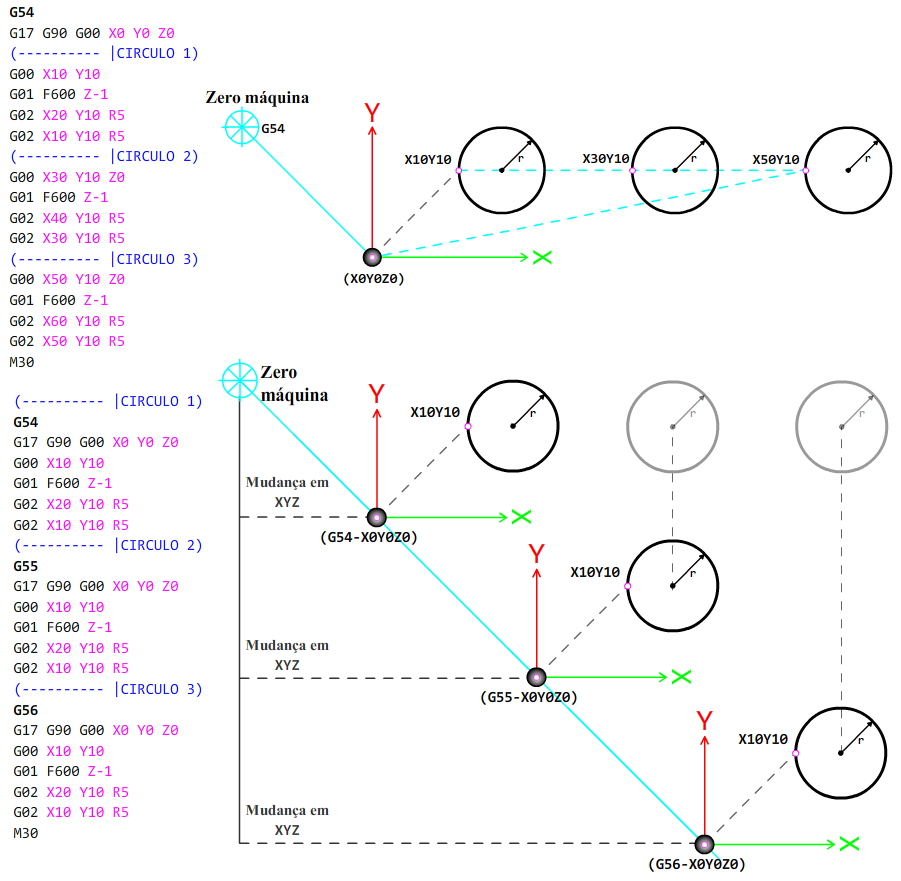 G54
G17 G90 G00 X0 Y0 Z0
(---------- |CIRCULO 1)
G00 X10 Y10
G01 F600 Z-1
G02 X20 Y10 R5
G02 X10 Y10 R5
(---------- |CIRCULO 2)
G00 X30 Y10 Z0
G01 F600 Z-1
G02 X40 Y10 R5
G02 X30 Y10 R5
(---------- |CIRCULO 3)
G00 X50 Y10 Z0
G01 F600 Z-1
G02 X60 Y10 R5
G02 X50 Y10 R5
M30
Zero máquina
G54
Y
X10Y10
r
X30Y10
r
X50Y10
r
X
(X0Y0Z0)
(---------- |CIRCULO 1)
G54
G17 G90 G00 X0 Y0 Z0
G00 X10 Y10
G01 F600 Z-1
G02 X20 Y10 R5
G02 X10 Y10 R5
(---------- |CIRCULO 2)
G55
G17 G90 G00 X0 Y0 Z0
G00 X10 Y10
G01 F600 Z-1
G02 X20 Y10 R5
G02 X10 Y10 R5
(---------- |CIRCULO 3)
G56
G17 G90 G00 X0 Y0 Z0
G00 X10 Y10
G01 F600 Z-1
G02 X20 Y10 R5
G02 X10 Y10 R5
M30
Zero
máquina
Y
X10Y10
r
r
r
Mudança em
XYZ
X
(G54-X0Y0Z0)
Y
X10Y10
r
Mudança em
XYZ
X
(G55-X0Y0Z0)
Y
X10Y10
r
Mudança em
XYZ
X
(G56-X0Y0Z0)